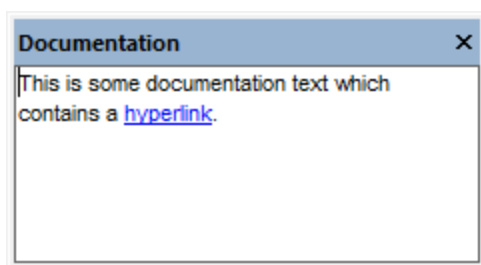 Documentation
This is some documentation text which
contains a hyperlink.